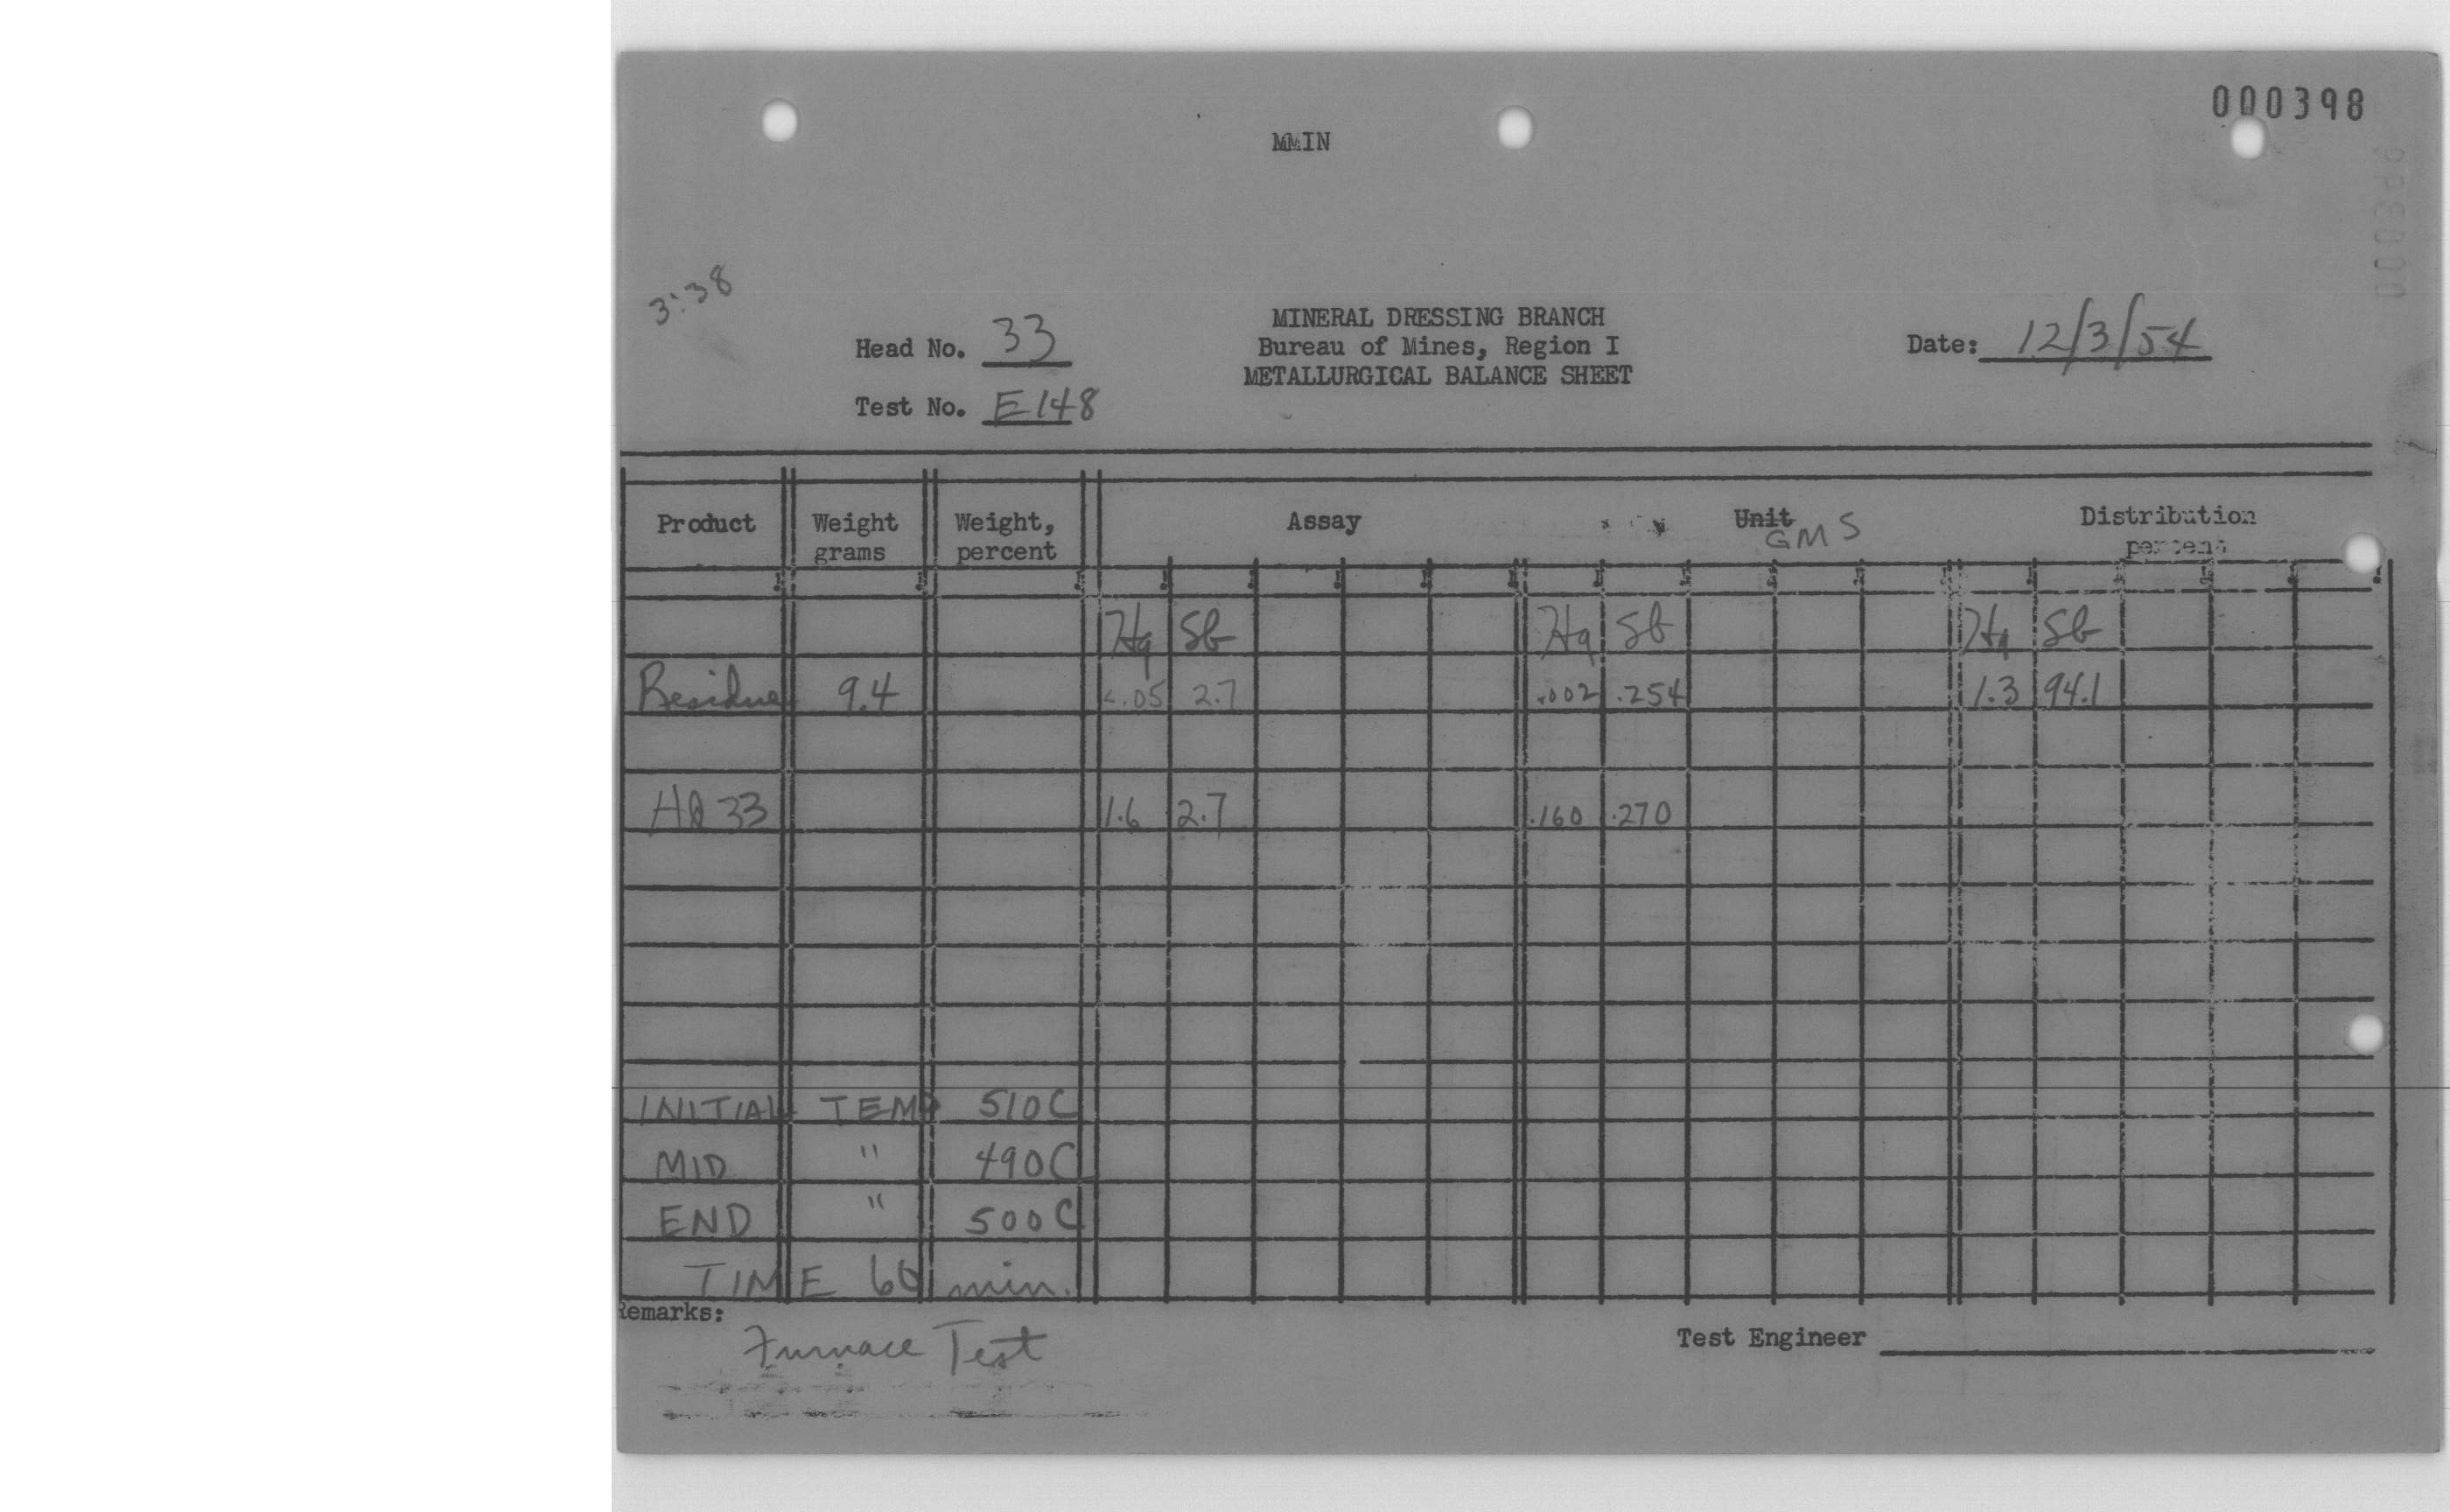 000398
MMIN
3:38
MINERAL DRESSING BRANCH
Head No. 33
Bureau of Mines, Region I
Date: 12/3/54
METALLURGICAL BALANCE SHEET
Test No. E148
Product Weight grams Weight, percent Assay Unit GMS Distribution percent
Hg Sb Hg Sb Hg Sb
Residue 9.4 <.05 2.7 .002 .254 1.3 94.1
HD 33 1.6 2.7 .160 .270
INITIAL TEMP 510C
MID " 490C
END " 500C
TIME 60 min.
Remarks:
Furnace Test
Test Engineer